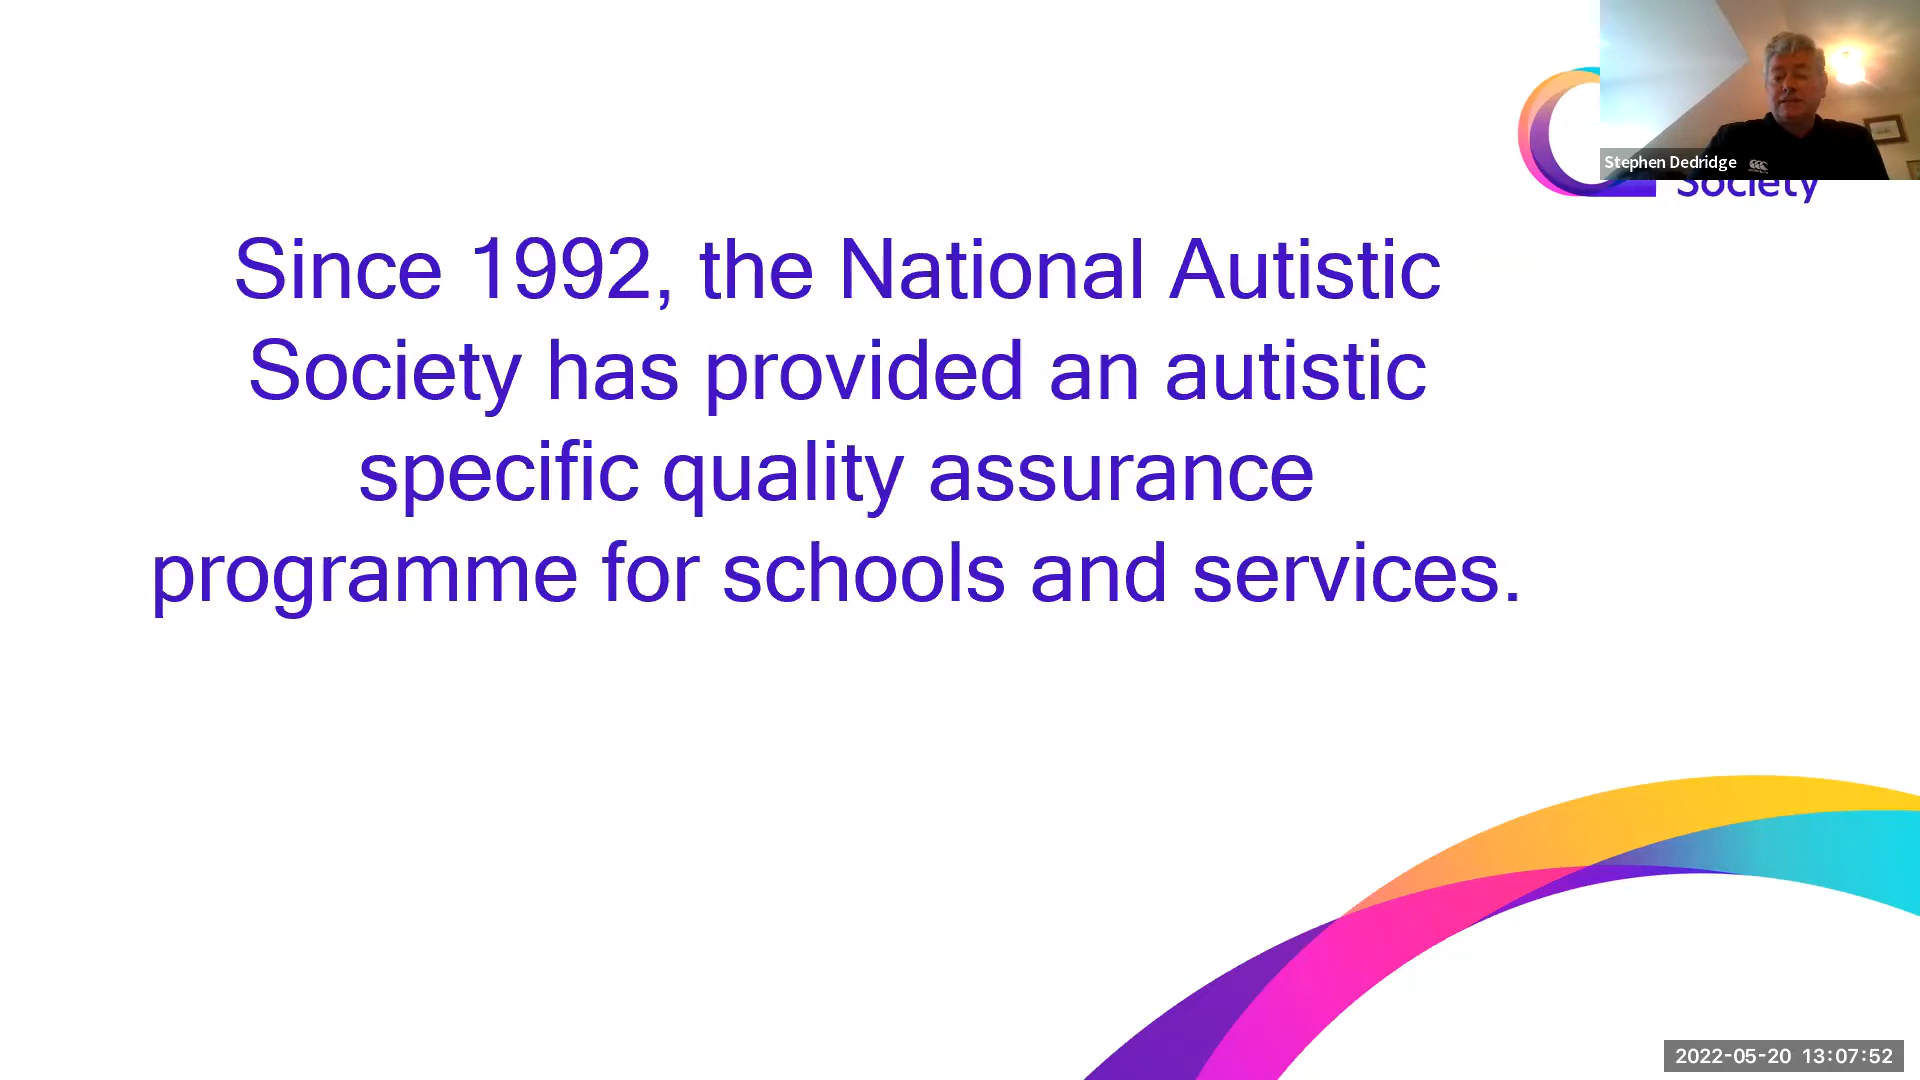 Stephen Dedridge
Society
Since 1992, the National Autistic
Society has provided an autistic
specific quality assurance
programme for schools and services.
2022-05-20 13:07:52